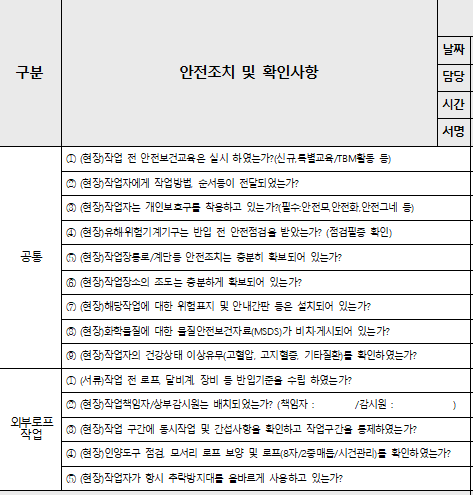 구분
안전조치 및 확인사항
날짜
담당
시간
서명
공통
① (현장)작업 전 안전보건교육은 실시 하였는가?(신규,특별교육/TBM활동 등)
② (현장)작업자에게 작업방법, 순서등이 전달되었는가?
③ (현장)작업자는 개인보호구를 착용하고 있는가?(필수:안전모,안전화,안전그네 등)
④ (현장)유해위험기계기구는 반입 전 안전점검을 받았는가? (점검필증 확인)
⑤ (현장)작업장통로/계단등 안전조치는 충분히 확보되어 있는가?
⑥ (현장)작업장소의 조도는 충분하게 확보되어 있는가?
⑦ (현장)해당작업에 대한 위험표지 및 안내간판 등은 설치되어 있는가?
⑧ (현장)화학물질에 대한 물질안전보건자료(MSDS)가 비치·게시되어 있는가?
⑨ (현장)작업자의 건강상태 이상유무(고혈압, 고지혈증, 기타질환)를 확인하였는가?
외부로프
작업
① (서류)작업 전 로프, 달비계, 장비 등 반입기준을 수립 하였는가?
② (현장)작업책임자/상부감시원는 배치되었는가? (책임자 : /감시원 : )
③ (현장)작업 구간에 동시작업 및 간섭사항을 확인하고 작업구간을 통제하였는가?
④ (현장)인양도구 점검, 모서리 로프 보양 및 로프(8자/2중매듭/시건관리)를 확인하였는가?
⑤ (현장)작업자가 항시 추락방지대를 올바르게 사용하고 있는가?